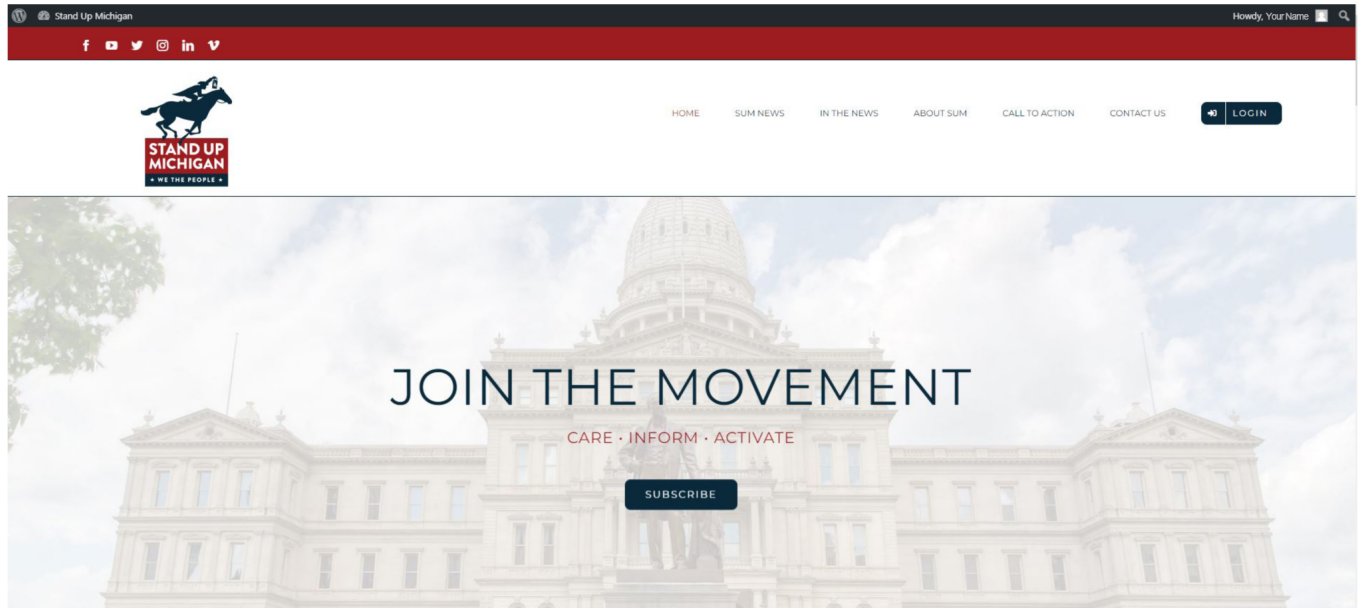 Stand Up Michigan
Howdy, Your Name
STAND UP
MICHIGAN
★ WE THE PEOPLE ★
HOME
SUM NEWS
IN THE NEWS
ABOUT SUM
CALL TO ACTION
CONTACT US
LOGIN
JOIN THE MOVEMENT
CARE • INFORM • ACTIVATE
SUBSCRIBE